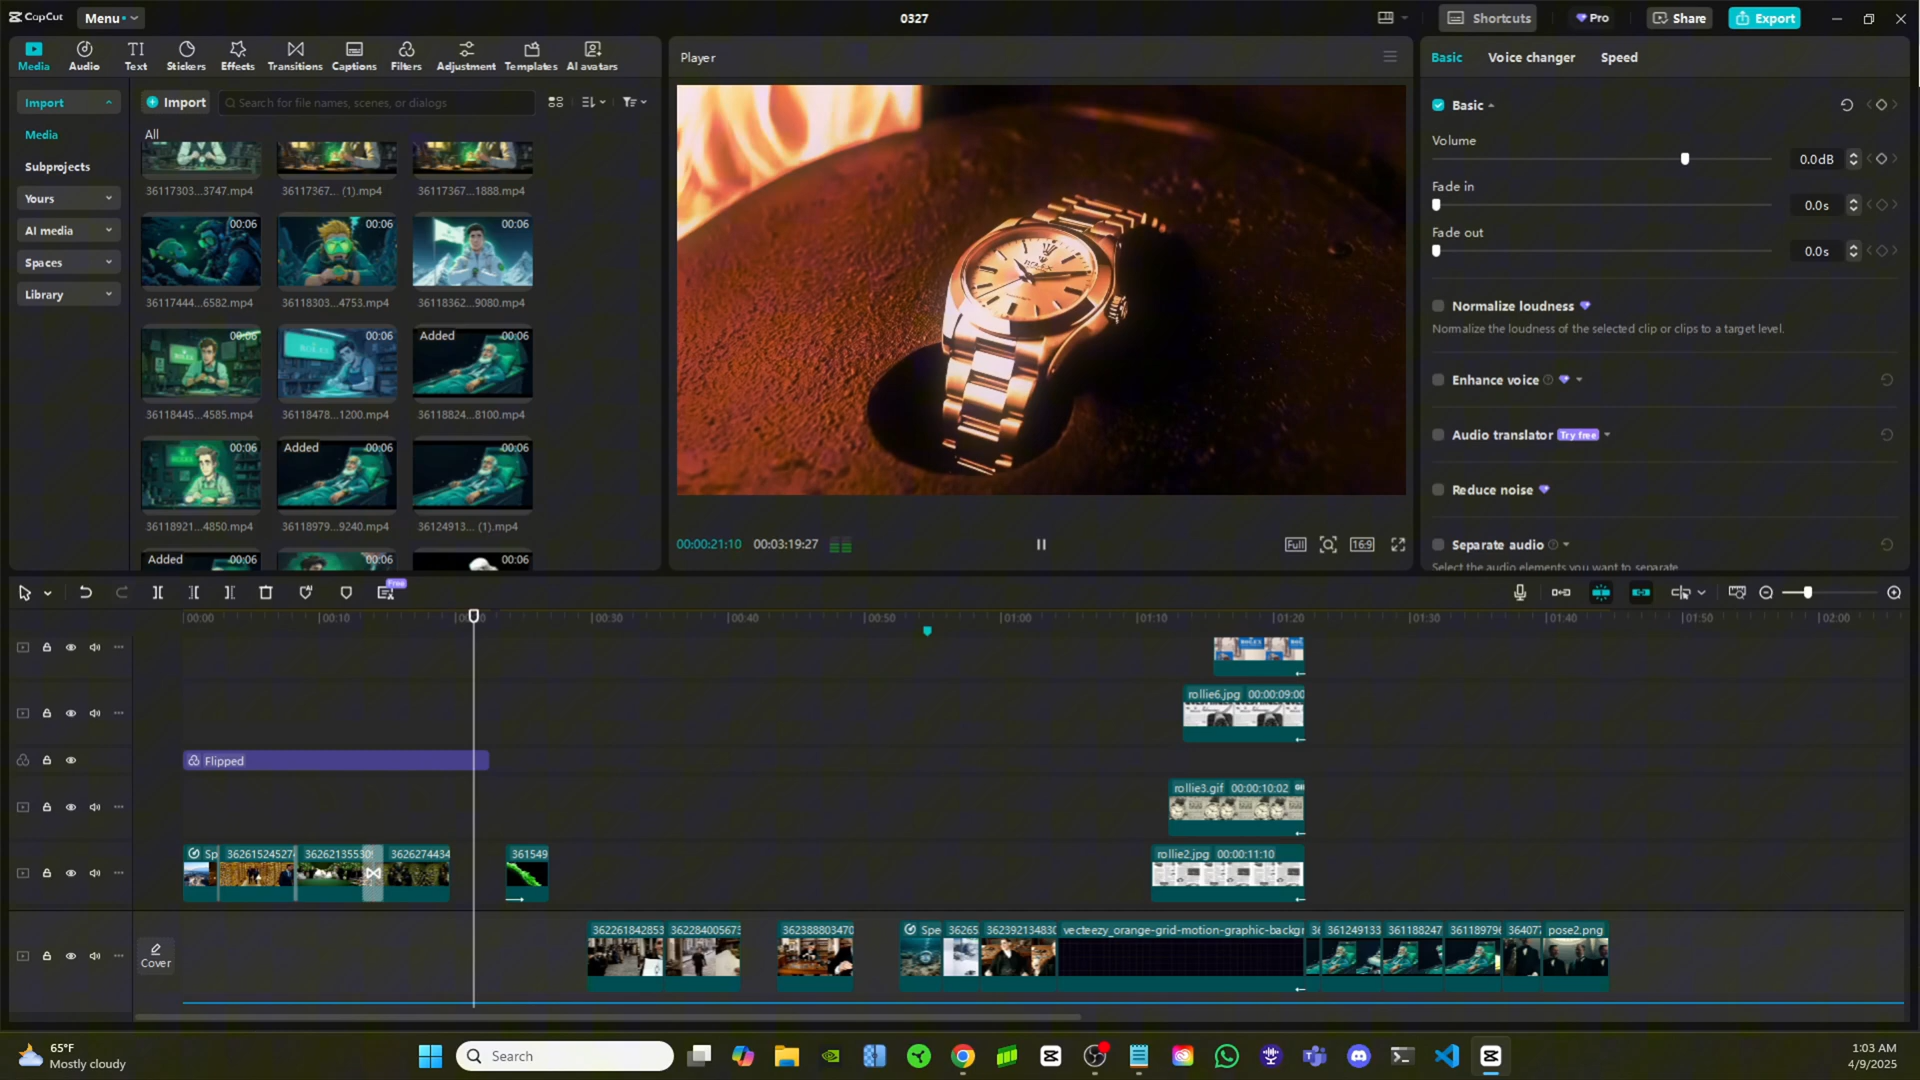 CapCut
Menu
0327
Shortcuts
Pro
Share
Export
Media
Audio
Text
Stickers
Effects
Transitions
Captions
Filters
Adjustment
Templates
AI avatars
Player
Basic
Voice changer
Speed
Import
Import
Search for file names, scenes, or dialogs
Media
Subprojects
Yours
AI media
Spaces
Library
All
36117303...3747.mp4
36117367... (1).mp4
36117367...1888.mp4
00:06
00:06
00:06
36117444...6582.mp4
36118303...4753.mp4
36118362...9080.mp4
00:06
00:06
Added 00:06
36118445...4585.mp4
36118478...1200.mp4
36118824...8100.mp4
00:06
Added 00:06
00:06
36118921...4850.mp4
36118979...9240.mp4
36124913... (1).mp4
Added 00:06
00:06
00:06
ROLEX
00:00:21:10
00:03:19:27
Full
16:9
Basic
Volume
0.0dB
Fade in
0.0s
Fade out
0.0s
Normalize loudness
Normalize the loudness of the selected clip or clips to a target level.
Enhance voice
Audio translator
Try free
Reduce noise
Separate audio
Select the audio elements you want to separate
Free
00:00
00:10
00:30
00:40
00:50
01:00
01:10
01:20
01:30
01:40
01:50
02:00
rollie6.jpg 00:00:09:00
Flipped
rollie3.gif 00:00:10:02
Sp
36261524527
36262135530
3626274434
361549
rollie2.jpg 00:00:11:10
Cover
362261842853
362284005673
362388803470
Spe
36265
36239213483
vecteezy_orange-grid-motion-graphic-backg
36
361249133
361188247
36118979
364077
pose2.png
65°F
Mostly cloudy
Search
1:03 AM
4/9/2025